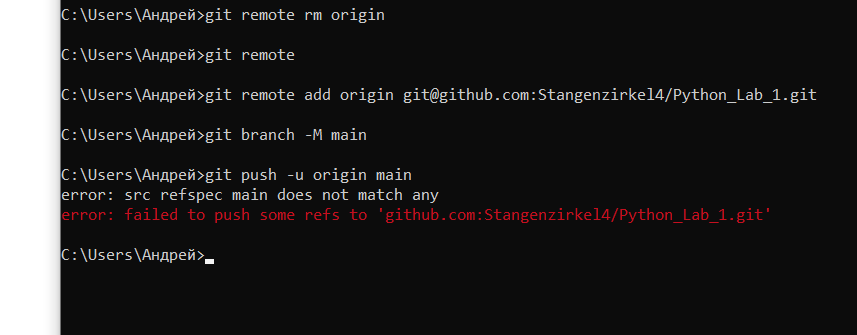 C:\Users\Андрей>git remote rm origin
C:\Users\Андрей>git remote
C:\Users\Андрей>git remote add origin git@github.com:Stangenzirkel4/Python_Lab_1.git
C:\Users\Андрей>git branch -M main
C:\Users\Андрей>git push -u origin main
error: src refspec main does not match any
error: failed to push some refs to 'github.com:Stangenzirkel4/Python_Lab_1.git'
C:\Users\Андрей>